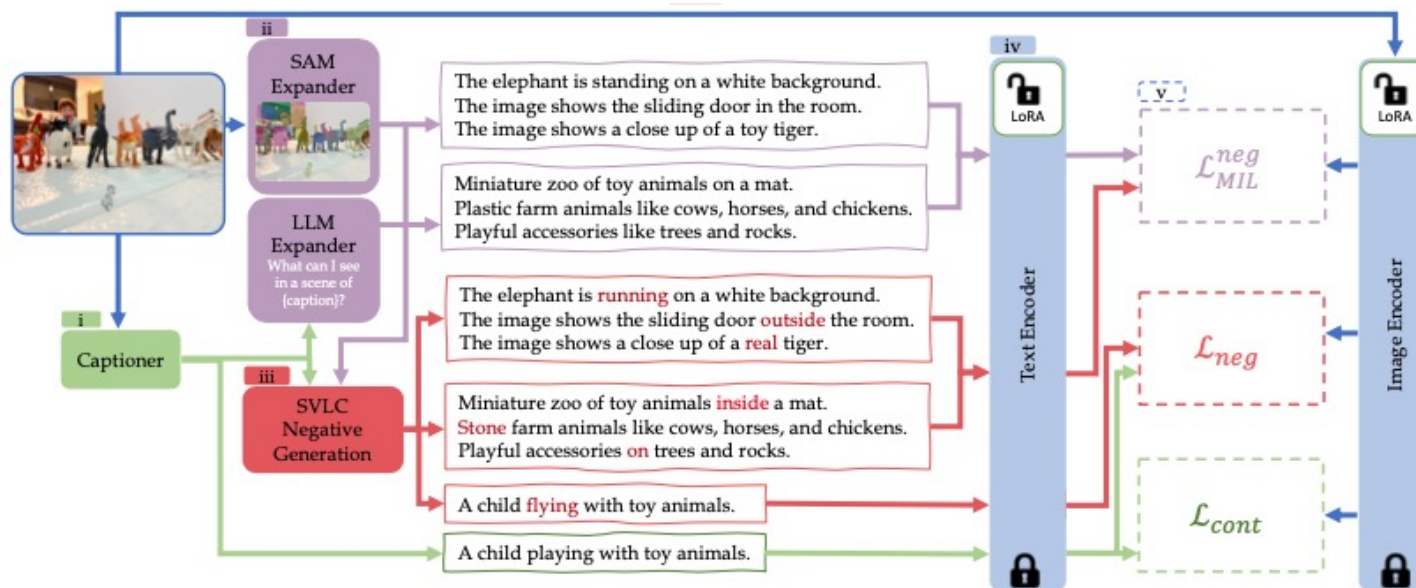 ii
SAM
Expander
LLM
Expander
What can I see
in a scene of
{caption}?
i
Captioner
iii
SVLC
Negative
Generation
The elephant is standing on a white background.
The image shows the sliding door in the room.
The image shows a close up of a toy tiger.
Miniature zoo of toy animals on a mat.
Plastic farm animals like cows, horses, and chickens.
Playful accessories like trees and rocks.
The elephant is running on a white background.
The image shows the sliding door outside the room.
The image shows a close up of a real tiger.
Miniature zoo of toy animals inside a mat.
Stone farm animals like cows, horses, and chickens.
Playful accessories on trees and rocks.
A child flying with toy animals.
A child playing with toy animals.
iv
LoRA
Text Encoder
v
ℒ_MIL^neg
ℒ_neg
ℒ_cont
LoRA
Image Encoder